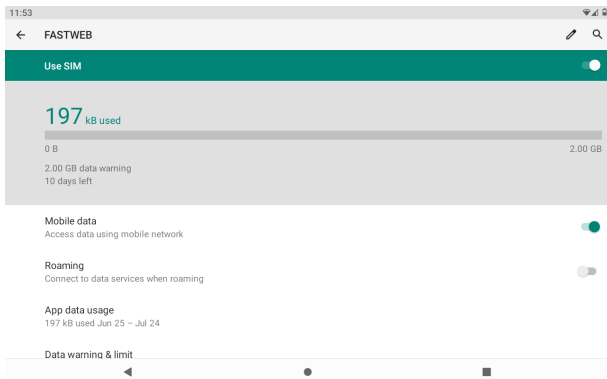 11:53
FASTWEB
Use SIM
197 kB used
0 B 2.00 GB
2.00 GB data warning
10 days left
Mobile data
Access data using mobile network
Roaming
Connect to data services when roaming
App data usage
197 kB used Jun 25 – Jul 24
Data warning & limit